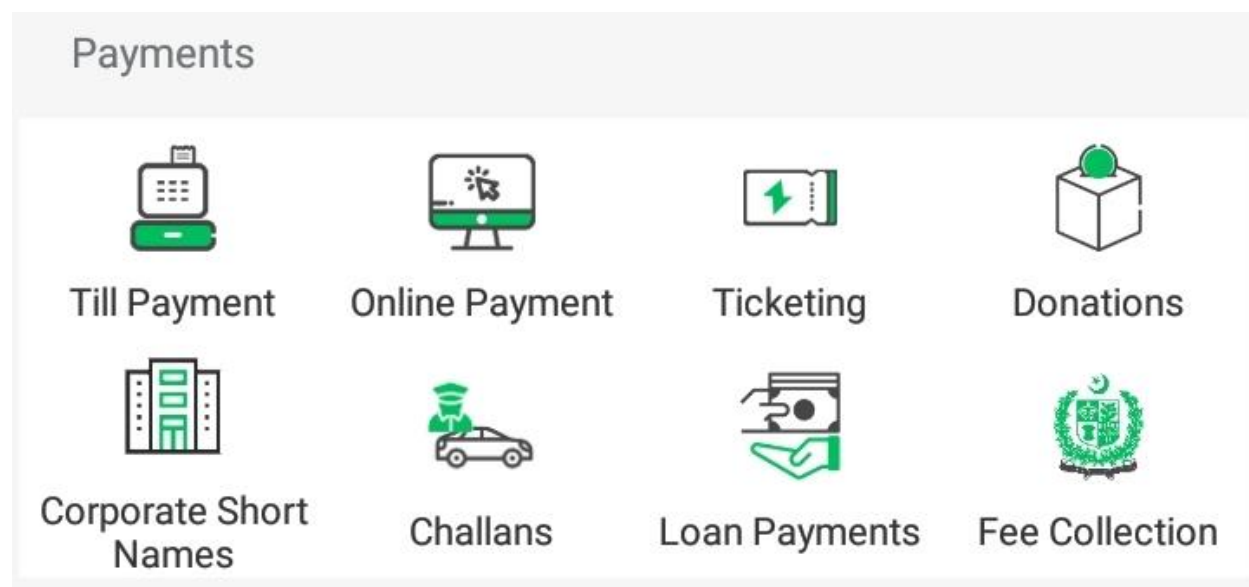 Payments
Till Payment
Online Payment
Ticketing
Donations
Corporate Short
Names
Challans
Loan Payments
Fee Collection